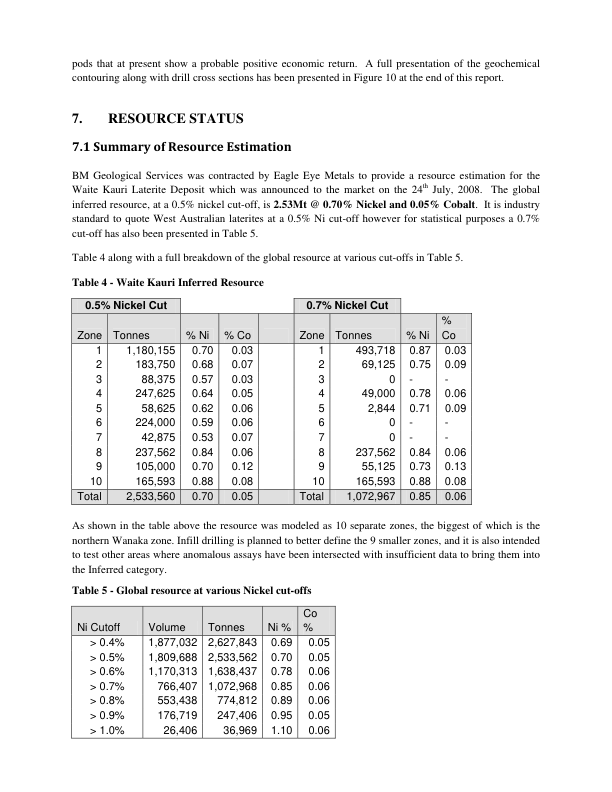 pods that at present show a probable positive economic return. A full presentation of the geochemical
contouring along with drill cross sections has been presented in Figure 10 at the end of this report.
7. RESOURCE STATUS
7.1 Summary of Resource Estimation
BM Geological Services was contracted by Eagle Eye Metals to provide a resource estimation for the
Waite Kauri Laterite Deposit which was announced to the market on the 24th July, 2008. The global
inferred resource, at a 0.5% nickel cut-off, is 2.53Mt @ 0.70% Nickel and 0.05% Cobalt. It is industry
standard to quote West Australian laterites at a 0.5% Ni cut-off however for statistical purposes a 0.7%
cut-off has also been presented in Table 5.
Table 4 along with a full breakdown of the global resource at various cut-offs in Table 5.
Table 4 - Waite Kauri Inferred Resource
0.5% Nickel Cut 0.7% Nickel Cut
Zone Tonnes % Ni % Co Zone Tonnes % Ni % Co
1 1,180,155 0.70 0.03 1 493,718 0.87 0.03
2 183,750 0.68 0.07 2 69,125 0.75 0.09
3 88,375 0.57 0.03 3 0 - -
4 247,625 0.64 0.05 4 49,000 0.78 0.06
5 58,625 0.62 0.06 5 2,844 0.71 0.09
6 224,000 0.59 0.06 6 0 - -
7 42,875 0.53 0.07 7 0 - -
8 237,562 0.84 0.06 8 237,562 0.84 0.06
9 105,000 0.70 0.12 9 55,125 0.73 0.13
10 165,593 0.88 0.08 10 165,593 0.88 0.08
Total 2,533,560 0.70 0.05 Total 1,072,967 0.85 0.06
As shown in the table above the resource was modeled as 10 separate zones, the biggest of which is the
northern Wanaka zone. Infill drilling is planned to better define the 9 smaller zones, and it is also intended
to test other areas where anomalous assays have been intersected with insufficient data to bring them into
the Inferred category.
Table 5 - Global resource at various Nickel cut-offs
Ni Cutoff Volume Tonnes Ni % Co %
> 0.4% 1,877,032 2,627,843 0.69 0.05
> 0.5% 1,809,688 2,533,562 0.70 0.05
> 0.6% 1,170,313 1,638,437 0.78 0.06
> 0.7% 766,407 1,072,968 0.85 0.06
> 0.8% 553,438 774,812 0.89 0.06
> 0.9% 176,719 247,406 0.95 0.05
> 1.0% 26,406 36,969 1.10 0.06